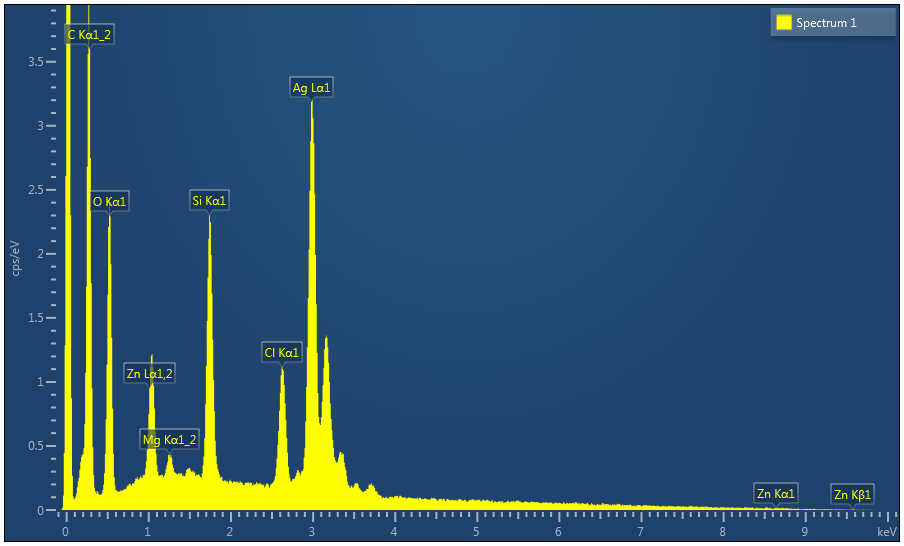 Spectrum 1
C Kα1_2
3.5
Ag Lα1
3
O Kα1
Si Kα1
2.5
2
cps/eV
1.5
Cl Kα1
Zn Lα1,2
1
Mg Kα1_2
0.5
Zn Kα1
Zn Kβ1
0
0 1 2 3 4 5 6 7 8 9 keV